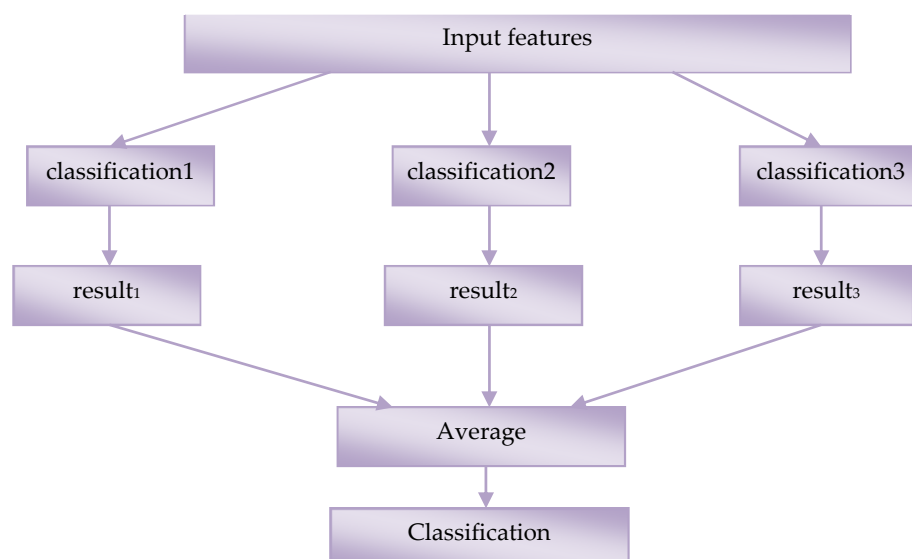 Input features
classification1
classification2
classification3
result₁
result₂
result₃
Average
Classification